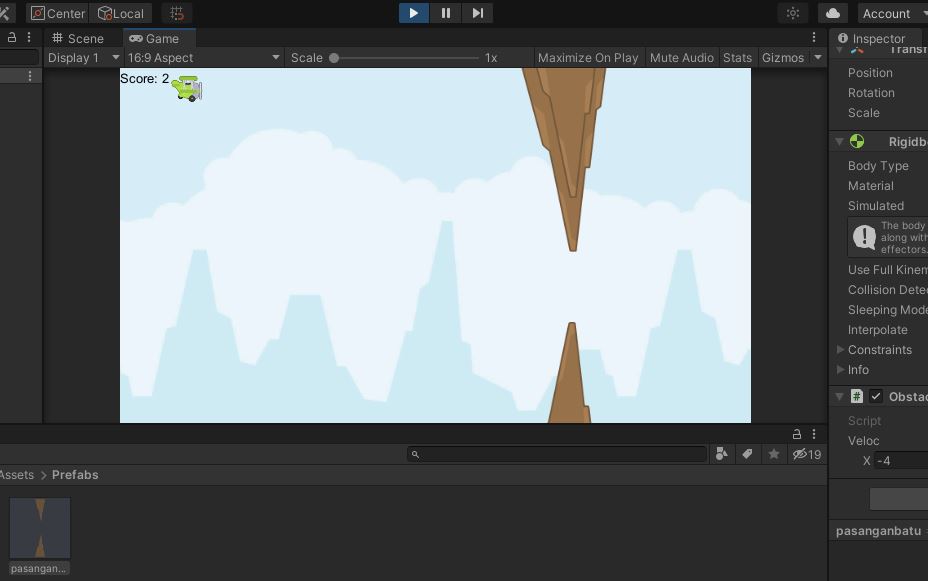 Center Local Account
Scene Game Inspector
Display 1 16:9 Aspect Scale 1x Maximize On Play Mute Audio Stats Gizmos
Score: 2
Position
Rotation
Scale
Rigidb
Body Type
Material
Simulated
The body
along with
effectors.
Use Full Kinem
Collision Dete
Sleeping Mode
Interpolate
Constraints
Info
Obstac
Script
Veloc
X -4
19
Assets > Prefabs
pasangan...
pasanganbatu